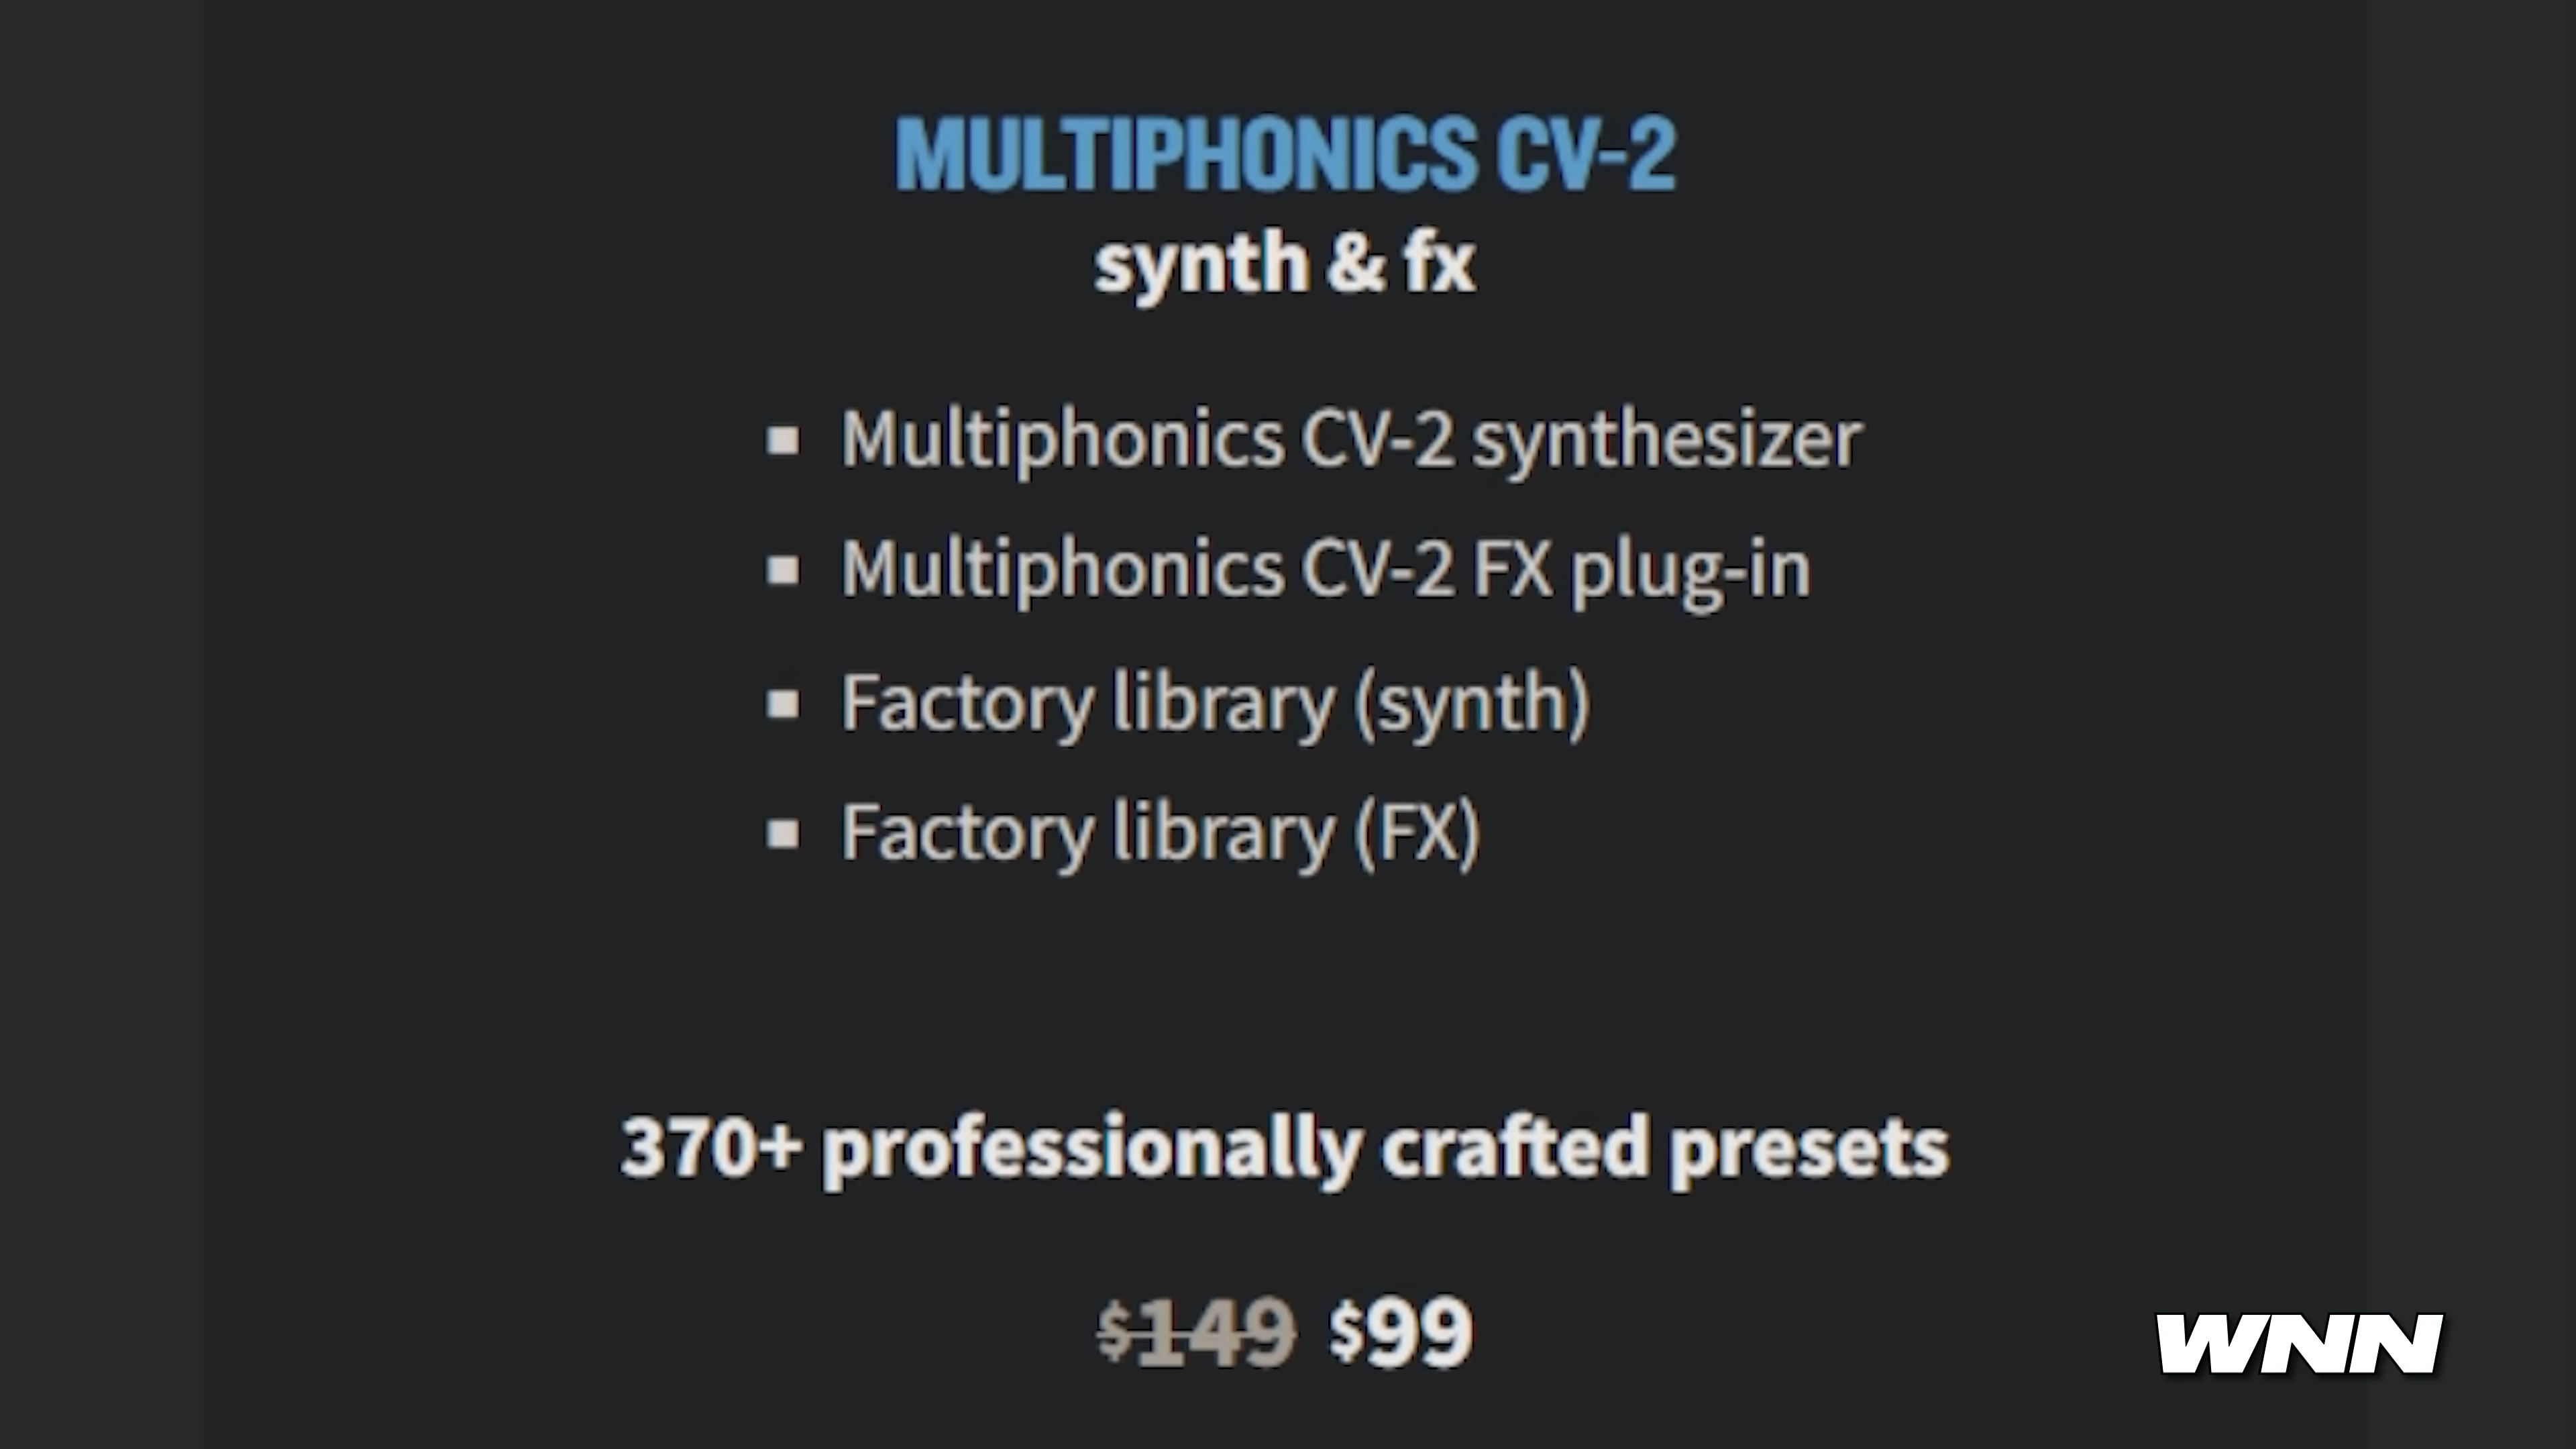 MULTIPHONICS CV-2
synth & fx
▪ Multiphonics CV-2 synthesizer
▪ Multiphonics CV-2 FX plug-in
▪ Factory library (synth)
▪ Factory library (FX)
370+ professionally crafted presets
$149 $99
WNN